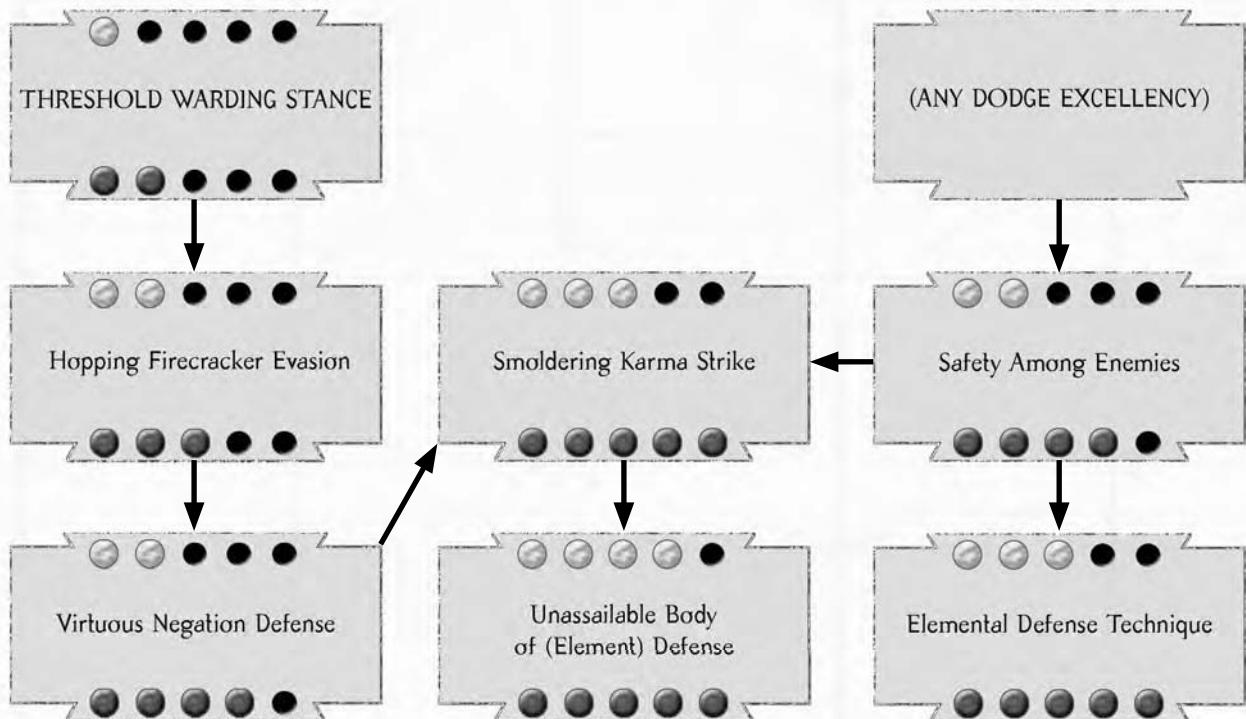 THRESHOLD WARDING STANCE
(ANY DODGE EXCELLENCY)
Hopping Firecracker Evasion
Smoldering Karma Strike
Safety Among Enemies
Virtuous Negation Defense
Unassailable Body
of (Element) Defense
Elemental Defense Technique